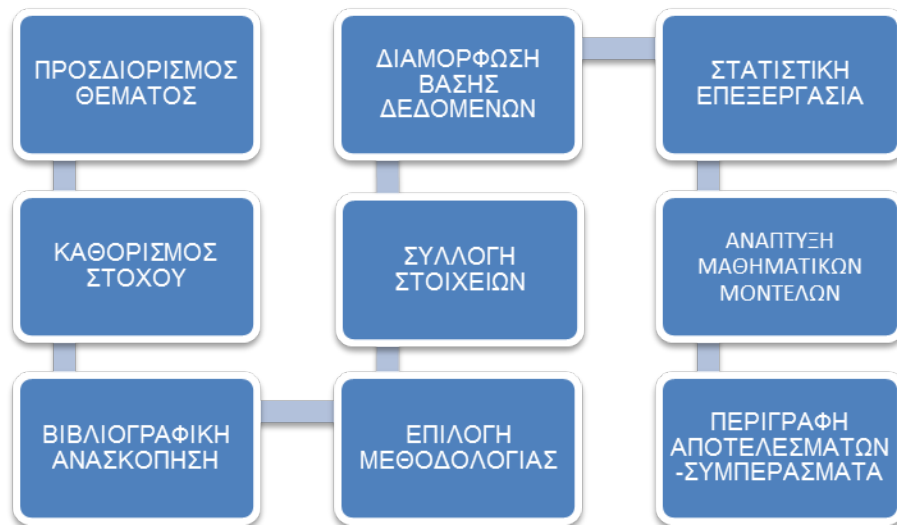 ΠΡΟΣΔΙΟΡΙΣΜΟΣ
ΘΕΜΑΤΟΣ
ΚΑΘΟΡΙΣΜΟΣ
ΣΤΟΧΟΥ
ΒΙΒΛΙΟΓΡΑΦΙΚΗ
ΑΝΑΣΚΟΠΗΣΗ
ΕΠΙΛΟΓΗ
ΜΕΘΟΔΟΛΟΓΙΑΣ
ΣΥΛΛΟΓΗ
ΣΤΟΙΧΕΙΩΝ
ΔΙΑΜΟΡΦΩΣΗ
ΒΑΣΗΣ
ΔΕΔΟΜΕΝΩΝ
ΣΤΑΤΙΣΤΙΚΗ
ΕΠΕΞΕΡΓΑΣΙΑ
ΑΝΑΠΤΥΞΗ
ΜΑΘΗΜΑΤΙΚΩΝ
ΜΟΝΤΕΛΩΝ
ΠΕΡΙΓΡΑΦΗ
ΑΠΟΤΕΛΕΣΜΑΤΩΝ
-ΣΥΜΠΕΡΑΣΜΑΤΑ